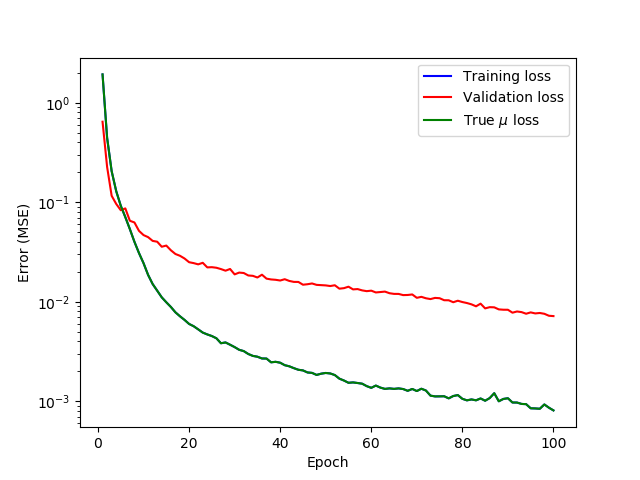 Training loss
Validation loss
True μ loss
10⁰
10⁻¹
10⁻²
10⁻³
Error (MSE)
0 20 40 60 80 100
Epoch